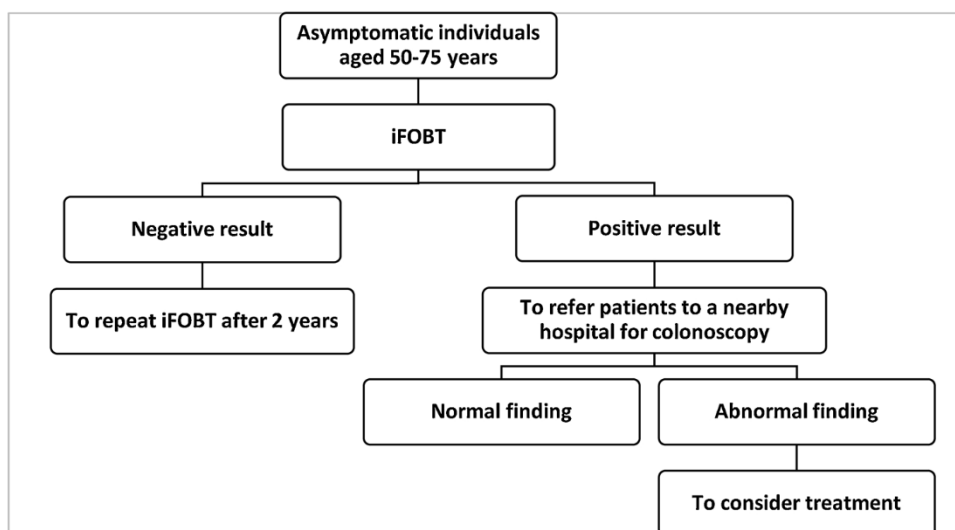 Asymptomatic individuals
aged 50-75 years
iFOBT
Negative result
Positive result
To repeat iFOBT after 2 years
To refer patients to a nearby
hospital for colonoscopy
Normal finding
Abnormal finding
To consider treatment